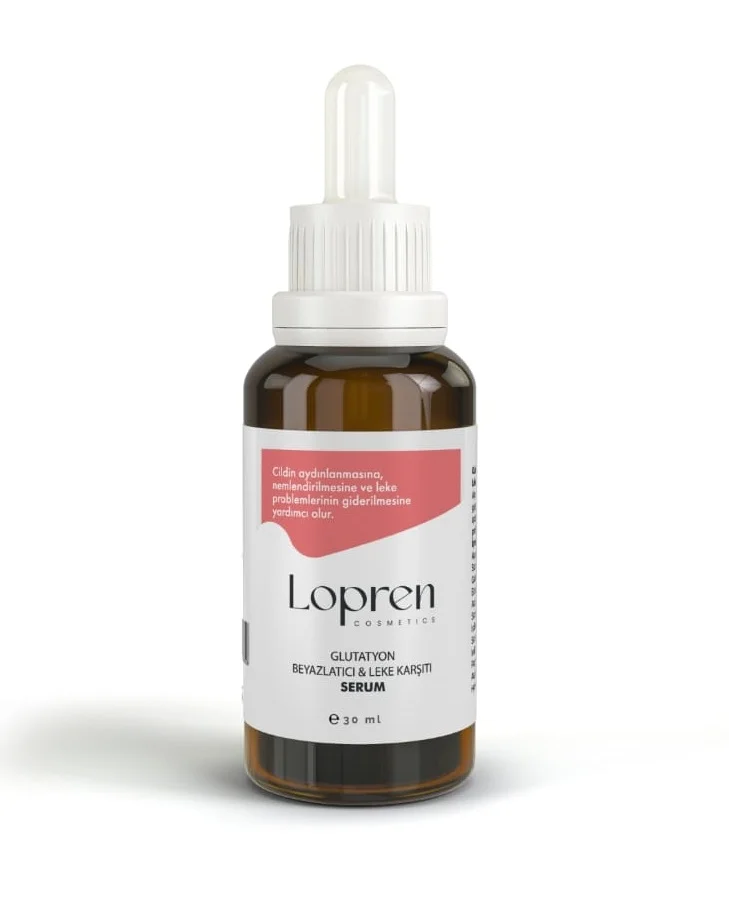 Cildin aydınlanmasına,
nemlendirilmesine ve leke
problemlerinin giderilmesine
yardımcı olur.
Lopren
COSMETICS
GLUTATYON
BEYAZLATICI & LEKE KARŞITI
SERUM
e 30 ml